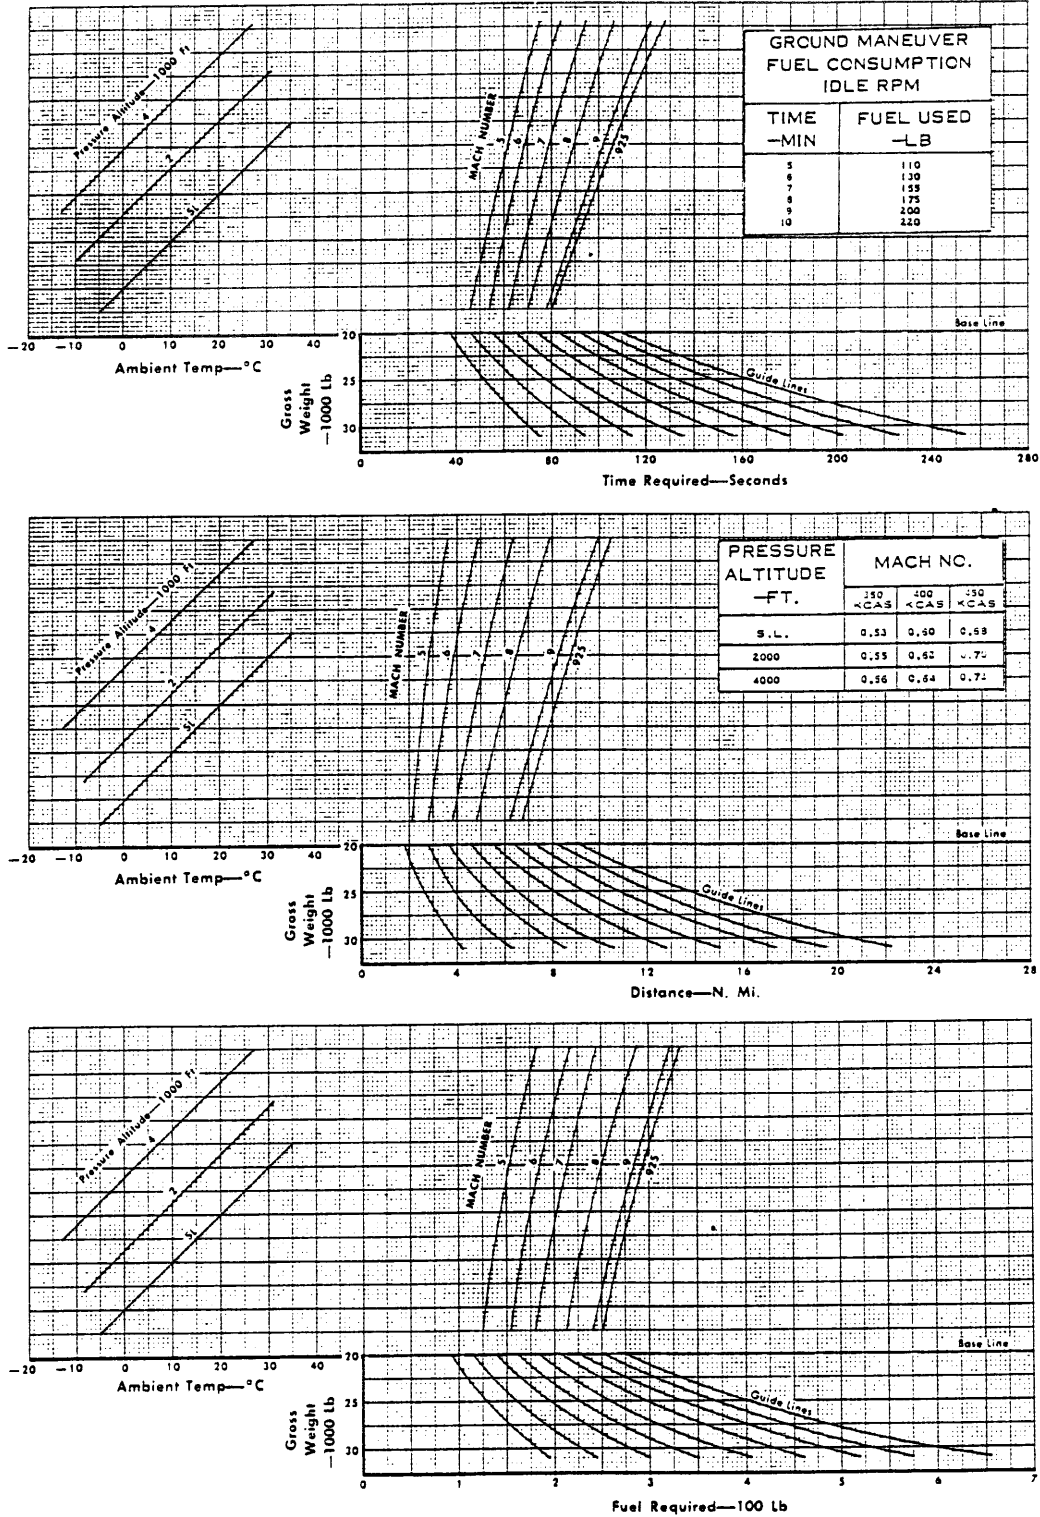 Pressure Altitude—1000 Ft
4
2
SL
MACH NUMBER
.5
.6
.7
.8
.9
.925
GROUND MANEUVER
FUEL CONSUMPTION
IDLE RPM
TIME —MIN FUEL USED —LB
5 110
6 130
7 155
8 175
9 200
10 220
Base Line
-20 -10 0 10 20 30 40
Ambient Temp—°C
Gross Weight —1000 Lb
20
25
30
Guide Lines
0 40 80 120 160 200 240 280
Time Required—Seconds
Pressure Altitude—1000 Ft
4
2
SL
MACH NUMBER
.5
.6
.7
.8
.9
.925
PRESSURE ALTITUDE —FT. MACH NO.
350 KCAS 400 KCAS 450 KCAS
S.L. 0.53 0.60 0.68
2000 0.55 0.62
4000 0.56 0.64
Base Line
-20 -10 0 10 20 30 40
Ambient Temp—°C
Gross Weight —1000 Lb
20
25
30
Guide Lines
0 4 8 12 16 20 24 28
Distance—N. Mi.
Pressure Altitude—1000 Ft
4
2
SL
MACH NUMBER
.5
.6
.7
.8
.9
.925
Base Line
-20 -10 0 10 20 30 40
Ambient Temp—°C
Gross Weight —1000 Lb
20
25
30
Guide Lines
0 1 2 3 4 5 6 7
Fuel Required—100 Lb